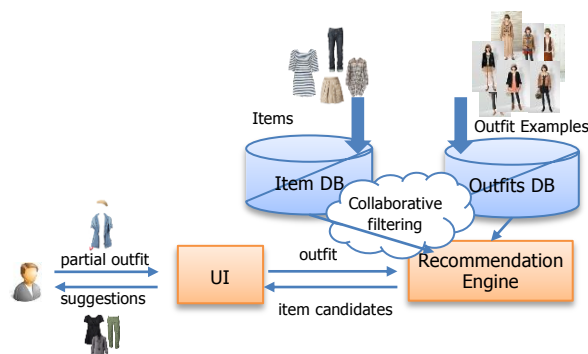 Items
Outfit Examples
Item DB
Outfits DB
Collaborative
filtering
partial outfit
UI
outfit
Recommendation
Engine
suggestions
item candidates